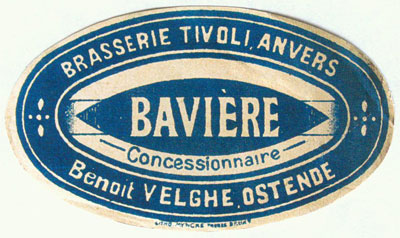 BRASSERIE TIVOLI, ANVERS
BAVIÈRE
Concessionnaire
Benoit VELGHE, OSTENDE